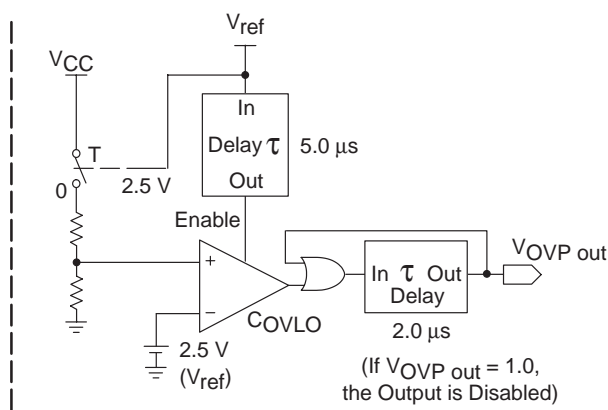 Vref
VCC
In
T
Delay τ
5.0 µs
0
2.5 V
Out
Enable
VOVP out
+
In τ Out
Delay
–
COVLO
2.0 µs
2.5 V
(Vref)
(If VOVP out = 1.0,
the Output is Disabled)